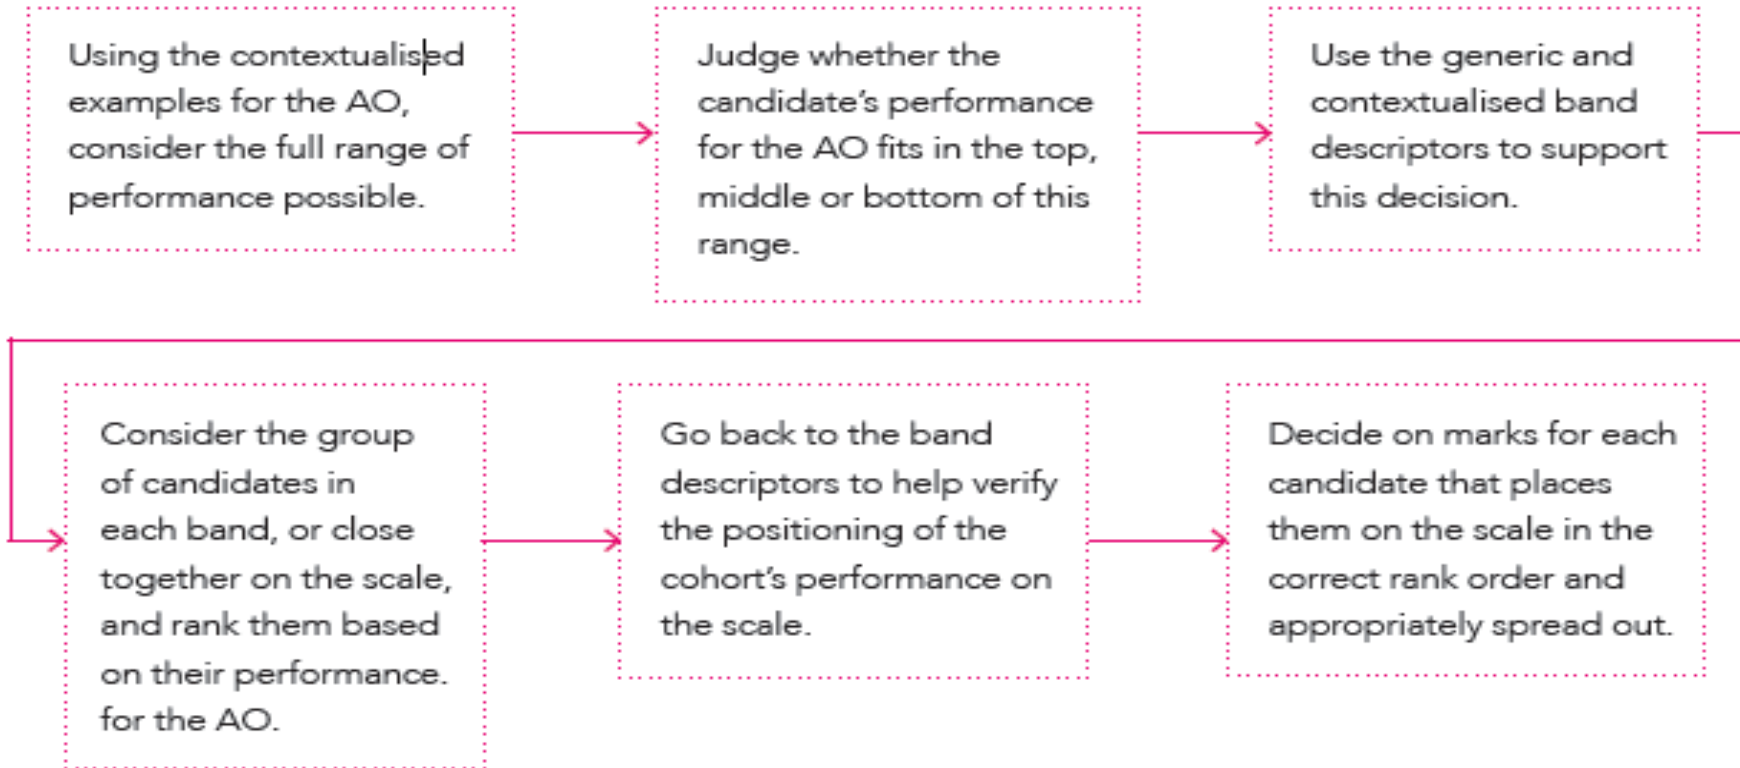 Using the contextualised
examples for the AO,
consider the full range of
performance possible.
Judge whether the
candidate's performance
for the AO fits in the top,
middle or bottom of this
range.
Use the generic and
contextualised band
descriptors to support
this decision.
Consider the group
of candidates in
each band, or close
together on the scale,
and rank them based
on their performance.
for the AO.
Go back to the band
descriptors to help verify
the positioning of the
cohort's performance on
the scale.
Decide on marks for each
candidate that places
them on the scale in the
correct rank order and
appropriately spread out.